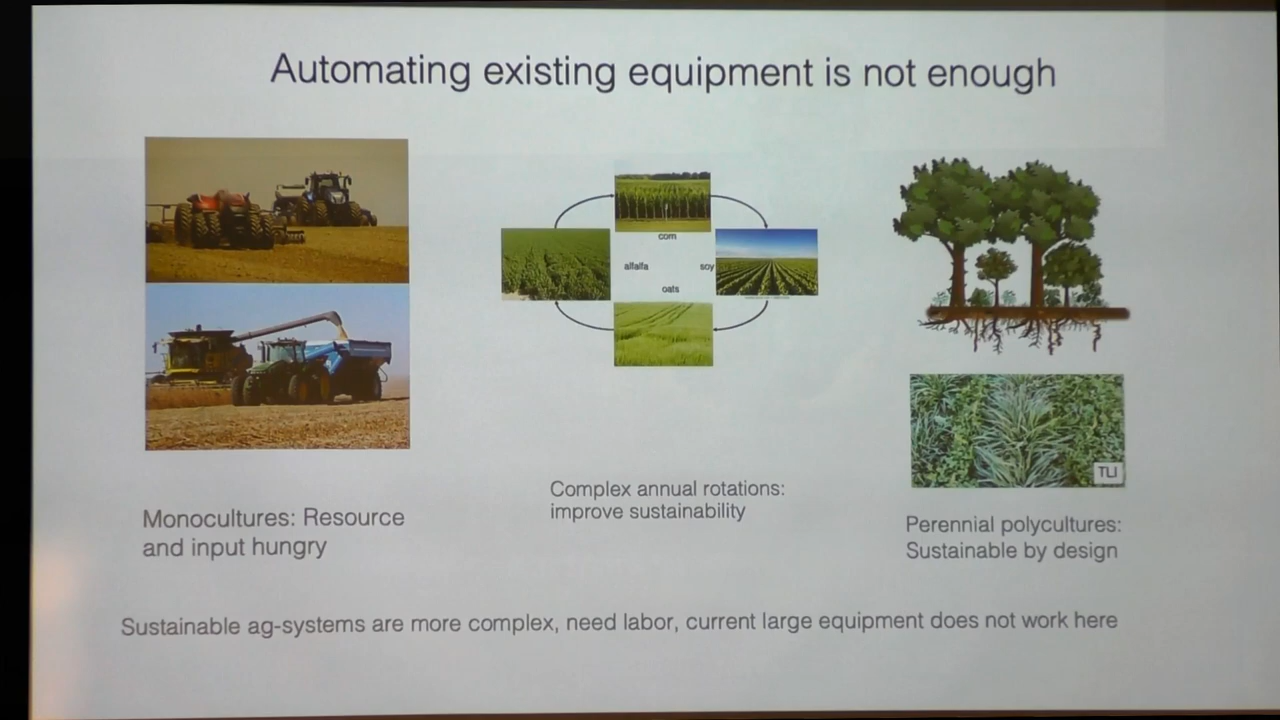 Automating existing equipment is not enough
corn
alfalfa
soy
oats
TLI
Monocultures: Resource
and input hungry
Complex annual rotations:
improve sustainability
Perennial polycultures:
Sustainable by design
Sustainable ag-systems are more complex, need labor, current large equipment does not work here